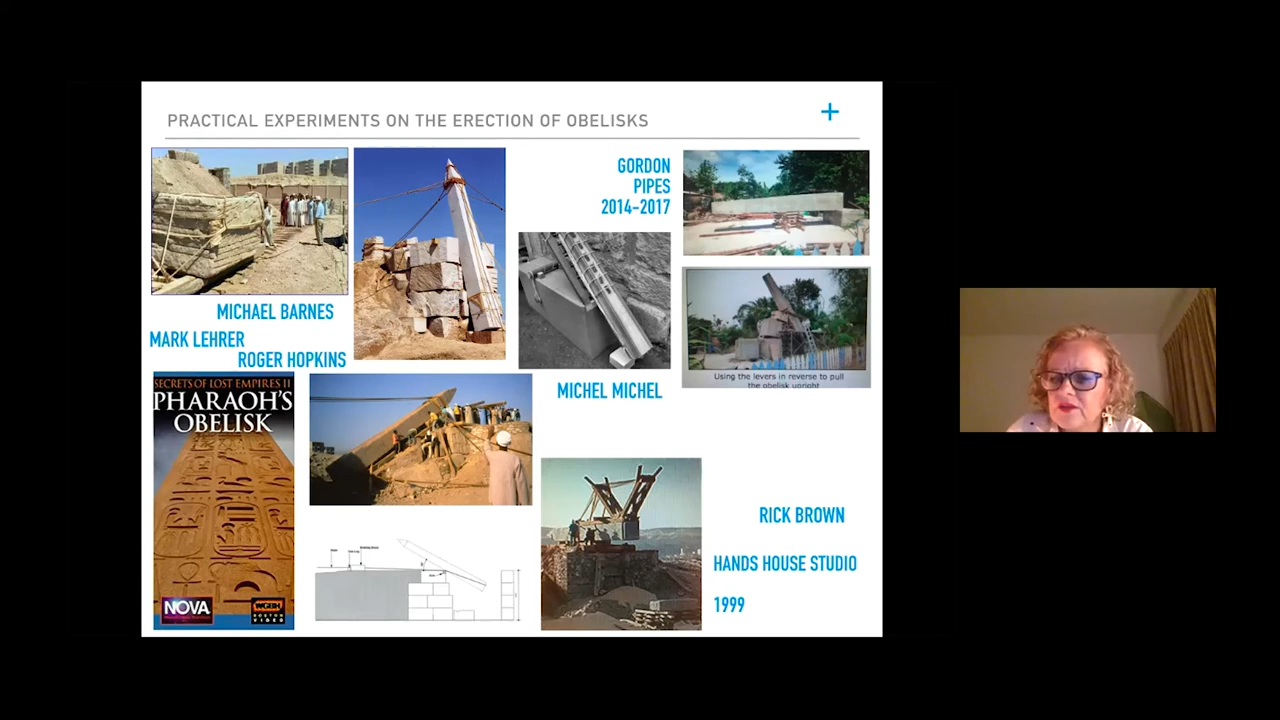 PRACTICAL EXPERIMENTS ON THE ERECTION OF OBELISKS
+
GORDON
PIPES
2014-2017
MICHAEL BARNES
MARK LEHRER
ROGER HOPKINS
Using the levers in reverse to pull
the obelisk upright
MICHEL MICHEL
SECRETS OF LOST EMPIRES II
PHARAOH'S
OBELISK
NOVA
WGBH
BOSTON
VIDEO
RICK BROWN
HANDS HOUSE STUDIO
1999